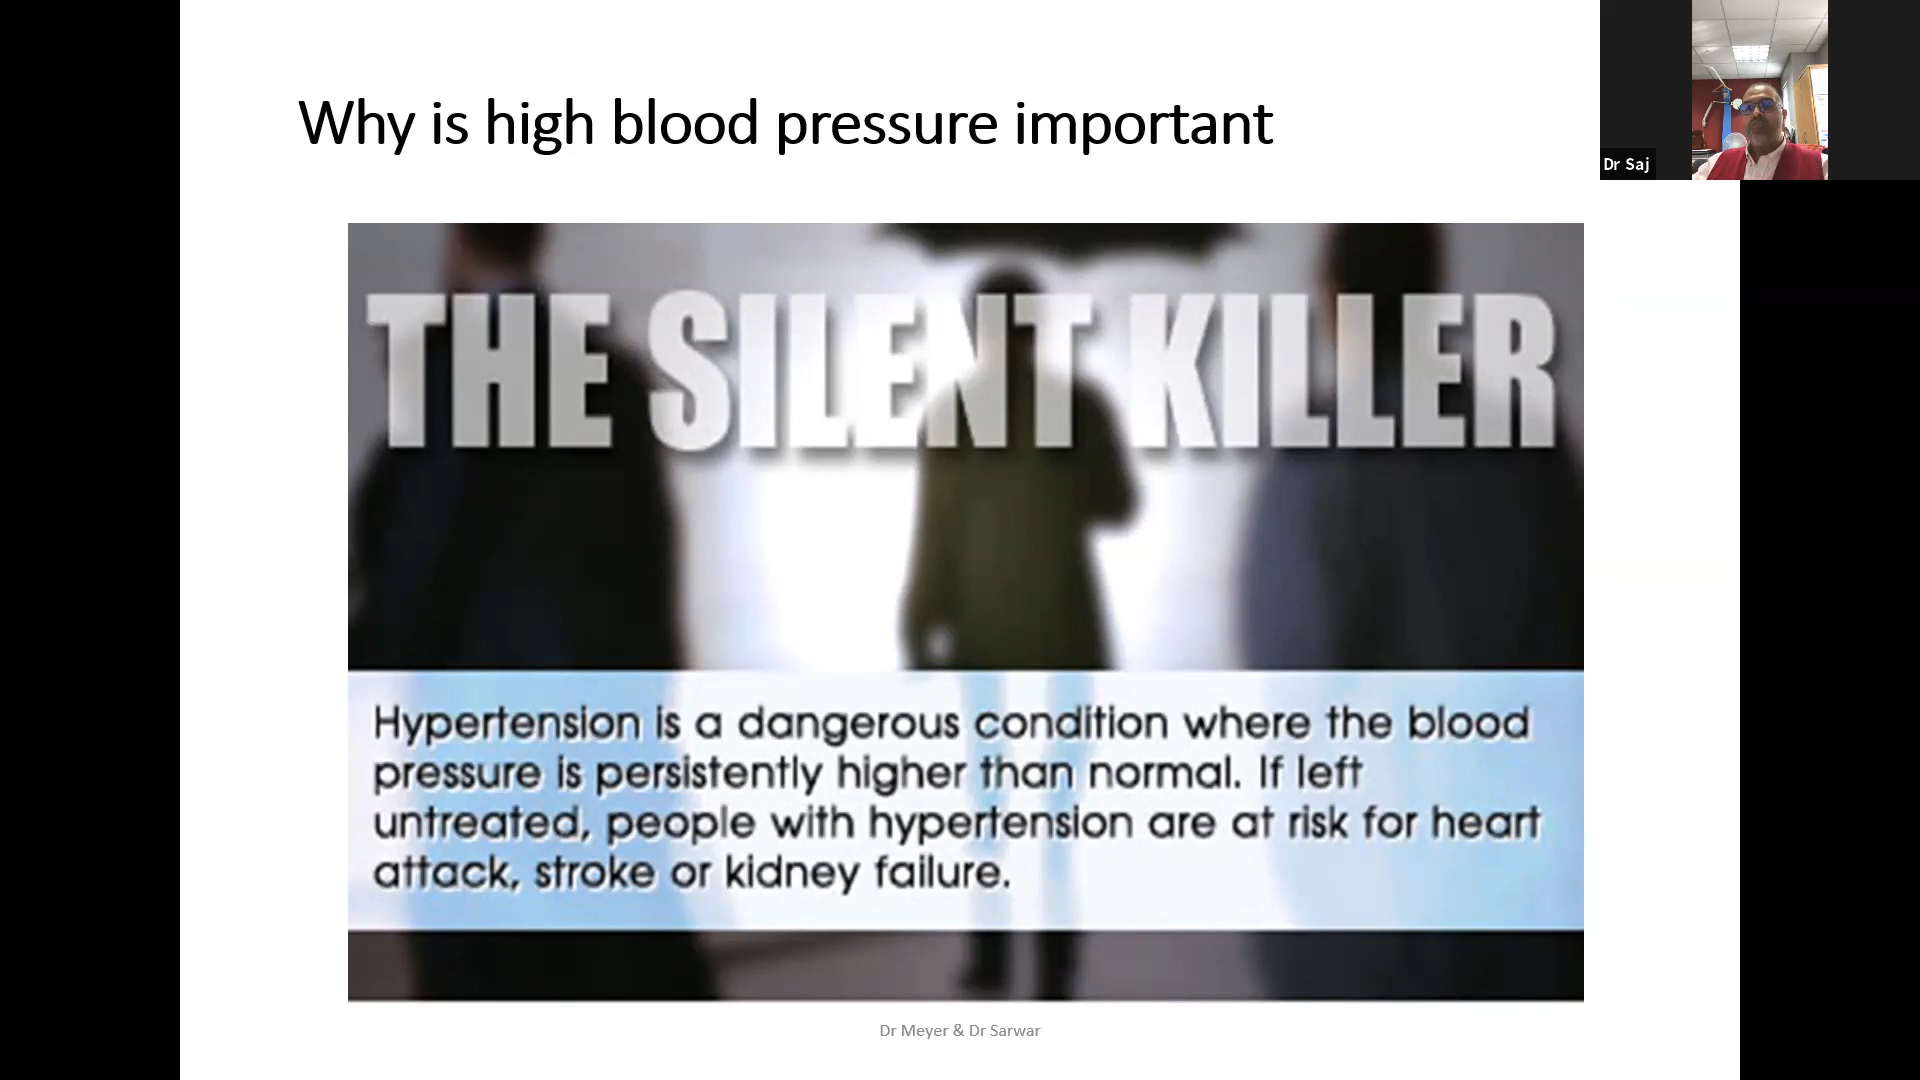 Why is high blood pressure important
Dr Saj
THE SILENT KILLER
Hypertension is a dangerous condition where the blood
pressure is persistently higher than normal. If left
untreated, people with hypertension are at risk for heart
attack, stroke or kidney failure.
Dr Meyer & Dr Sarwar